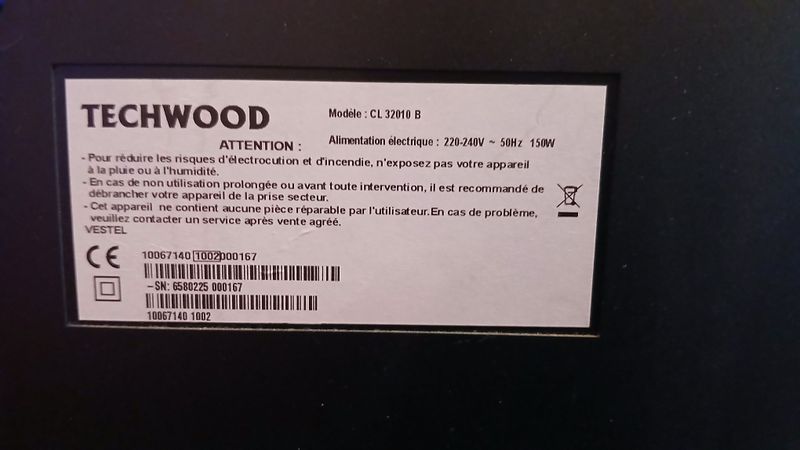 TECHWOOD
Modèle : CL 32010 B
ATTENTION :
Alimentation électrique : 220-240V ~ 50Hz 150W
- Pour réduire les risques d'électrocution et d'incendie, n'exposez pas votre appareil
à la pluie ou à l'humidité.
- En cas de non utilisation prolongée ou avant toute intervention, il est recommandé de
débrancher votre appareil de la prise secteur.
- Cet appareil ne contient aucune pièce réparable par l'utilisateur.En cas de problème,
veuillez contacter un service après vente agréé.
VESTEL
CE
10067140 1002 000167
-SN: 6580225 000167
10067140 1002